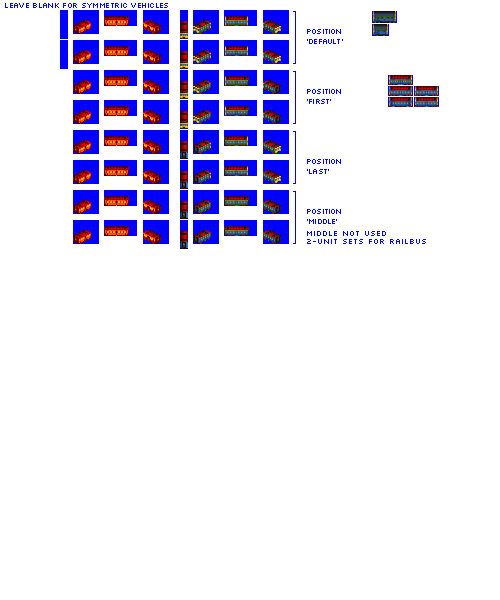 LEAVE BLANK FOR SYMMETRIC VEHICLES
POSITION
'DEFAULT'
POSITION
'FIRST'
POSITION
'LAST'
POSITION
'MIDDLE'
MIDDLE NOT USED
2-UNIT SETS FOR RAILBUS